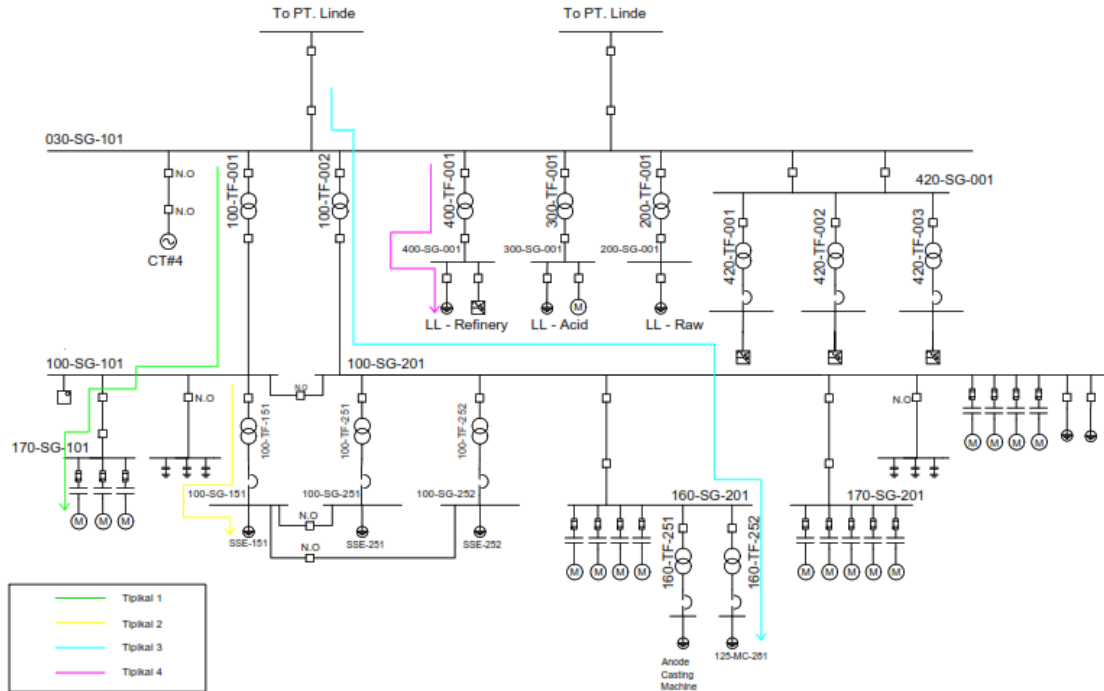 To PT. Linde
To PT. Linde
030-SG-101
N.O
N.O
CT#4
100-TF-001
100-TF-002
400-TF-001
300-TF-001
200-TF-001
420-SG-001
420-TF-001
420-TF-002
420-TF-003
400-SG-001
300-SG-001
200-SG-001
LL - Refinery
LL - Acid
LL - Raw
M
100-SG-101
100-SG-201
N.O
N.O
N.O
100-TF-151
100-TF-251
100-TF-252
M
M
M
M
170-SG-101
M
M
M
100-SG-151
100-SG-251
100-SG-252
N.O
N.O
SSE-151
SSE-251
SSE-252
160-SG-201
170-SG-201
160-TF-251
160-TF-252
M
M
M
M
M
M
M
M
M
Anode
Casting
Machine
125-MC-261
Tipikal 1
Tipikal 2
Tipikal 3
Tipikal 4